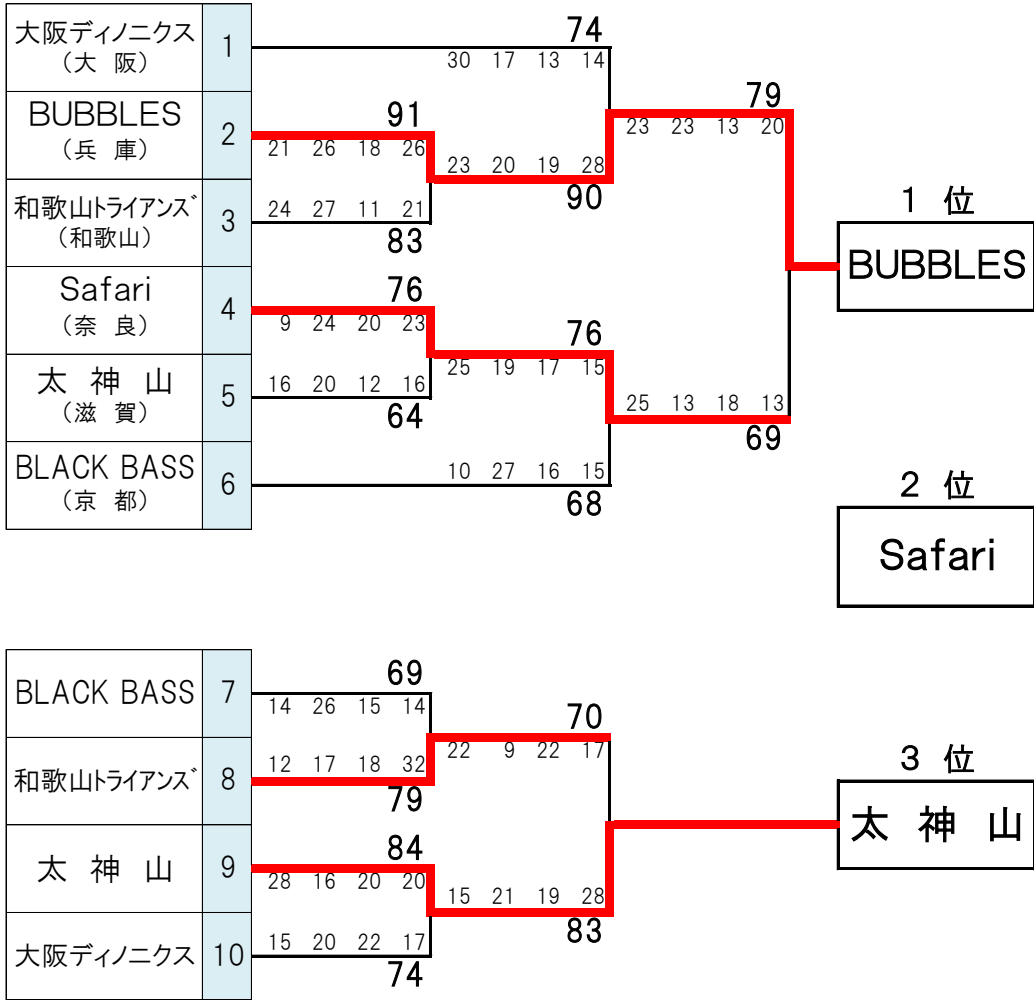 大阪ディノニクス
（大 阪）
1
74
30 17 13 14
BUBBLES
（兵 庫）
2
91
21 26 18 26
79
23 23 13 20
23 20 19 28
90
和歌山トライアンズ
（和歌山）
3
24 27 11 21
83
1 位
BUBBLES
Safari
（奈 良）
4
76
9 24 20 23
76
25 19 17 15
太 神 山
（滋 賀）
5
16 20 12 16
64
25 13 18 13
69
BLACK BASS
（京 都）
6
10 27 16 15
68
2 位
Safari
BLACK BASS
7
69
14 26 15 14
70
22 9 22 17
和歌山トライアンズ
8
12 17 18 32
79
3 位
太 神 山
太 神 山
9
84
28 16 20 20
15 21 19 28
83
大阪ディノニクス
10
15 20 22 17
74